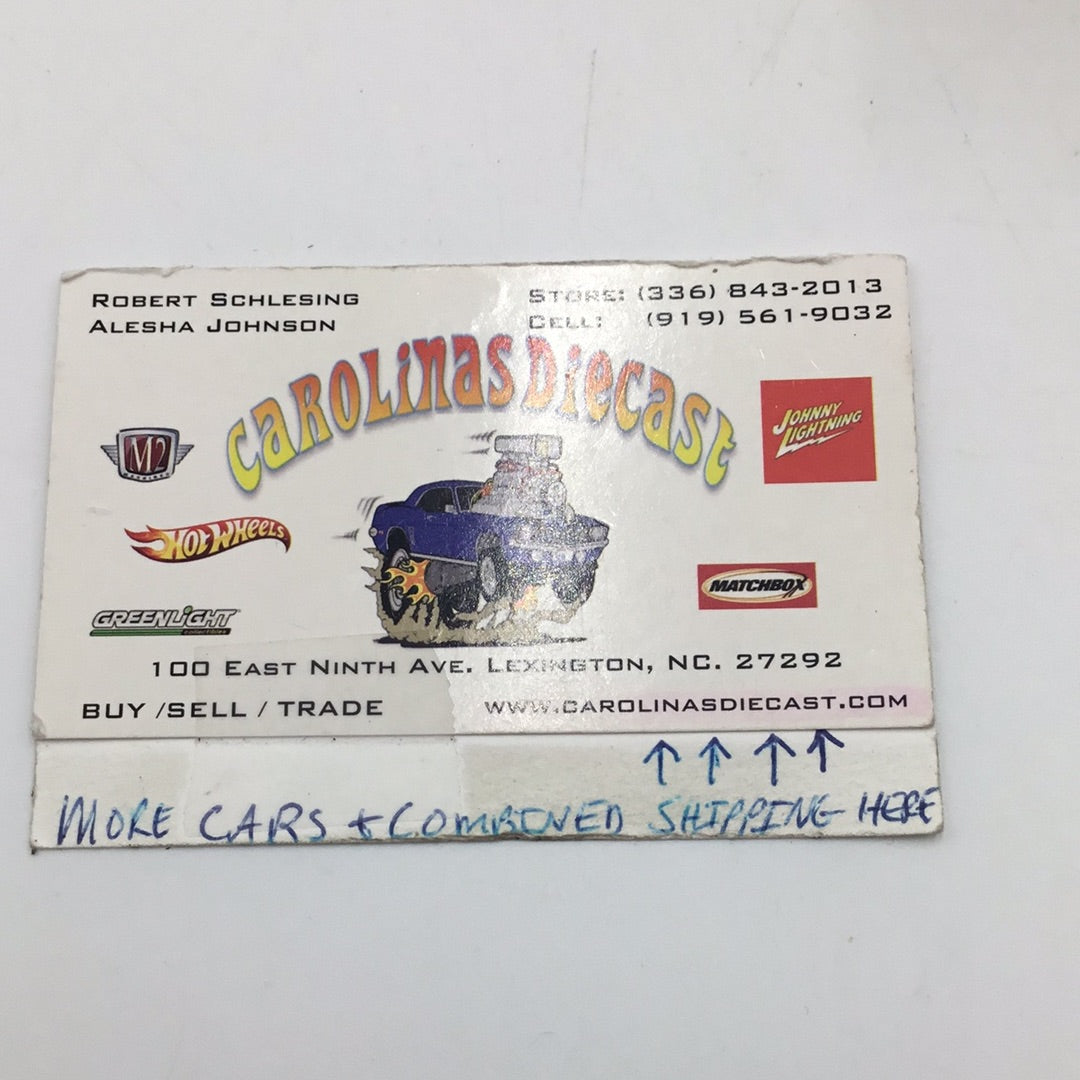 ROBERT SCHLESING
ALESHA JOHNSON
STORE: (336) 843-2013
CELL: (919) 561-9032
CAROLINAS DIECAST
M2
MACHINES
JOHNNY
LIGHTNING
HOT WHEELS
MATCHBOX
GREENLIGHT
collectibles
100 EAST NINTH AVE. LEXINGTON, NC. 27292
BUY /SELL / TRADE
WWW.CAROLINASDIECAST.COM
↑ ↑ ↑ ↑
MORE CARS + COMBINED SHIPPING HERE